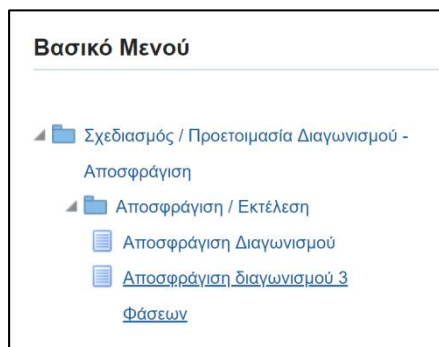 Βασικό Μενού
Σχεδιασμός / Προετοιμασία Διαγωνισμού -
Αποσφράγιση
Αποσφράγιση / Εκτέλεση
Αποσφράγιση Διαγωνισμού
Αποσφράγιση διαγωνισμού 3
Φάσεων